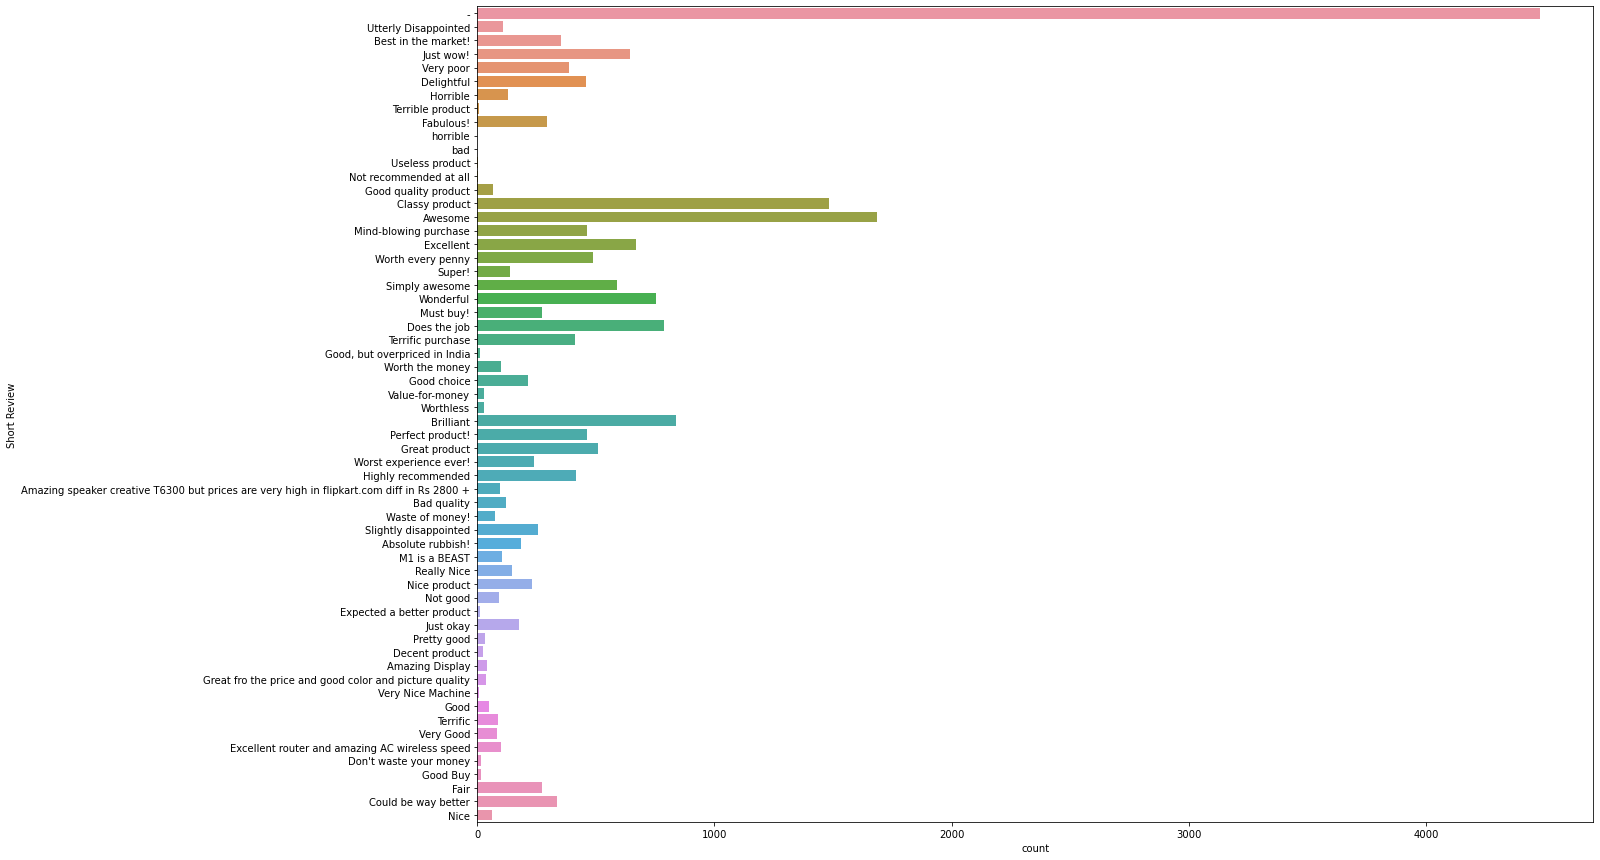 -
Utterly Disappointed
Best in the market!
Just wow!
Very poor
Delightful
Horrible
Terrible product
Fabulous!
horrible
bad
Useless product
Not recommended at all
Good quality product
Classy product
Awesome
Mind-blowing purchase
Excellent
Worth every penny
Super!
Simply awesome
Wonderful
Must buy!
Does the job
Terrific purchase
Good, but overpriced in India
Worth the money
Good choice
Value-for-money
Worthless
Brilliant
Perfect product!
Great product
Worst experience ever!
Highly recommended
Amazing speaker creative T6300 but prices are very high in flipkart.com diff in Rs 2800 +
Bad quality
Waste of money!
Slightly disappointed
Absolute rubbish!
M1 is a BEAST
Really Nice
Nice product
Not good
Expected a better product
Just okay
Pretty good
Decent product
Amazing Display
Great fro the price and good color and picture quality
Very Nice Machine
Good
Terrific
Very Good
Excellent router and amazing AC wireless speed
Don't waste your money
Good Buy
Fair
Could be way better
Nice
Short Review
0 1000 2000 3000 4000
count